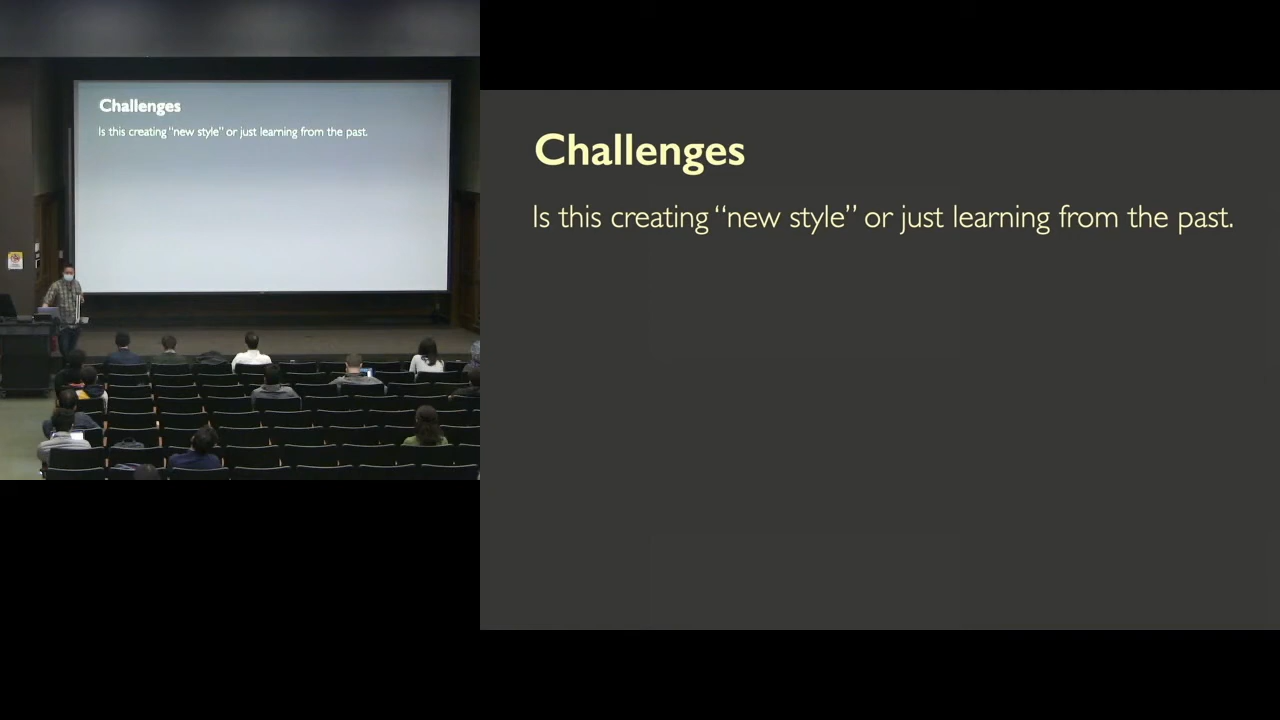 Challenges
Is this creating “new style” or just learning from the past.
Challenges
Is this creating “new style” or just learning from the past.